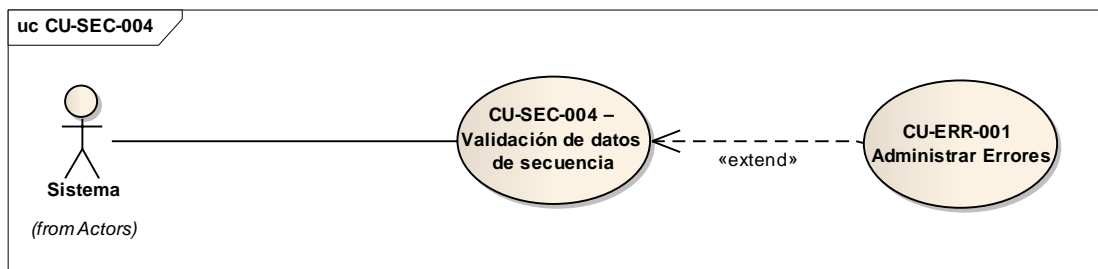 uc CU-SEC-004
CU-SEC-004 –
Validación de datos
de secuencia
CU-ERR-001
Administrar Errores
«extend»
Sistema
(from Actors)